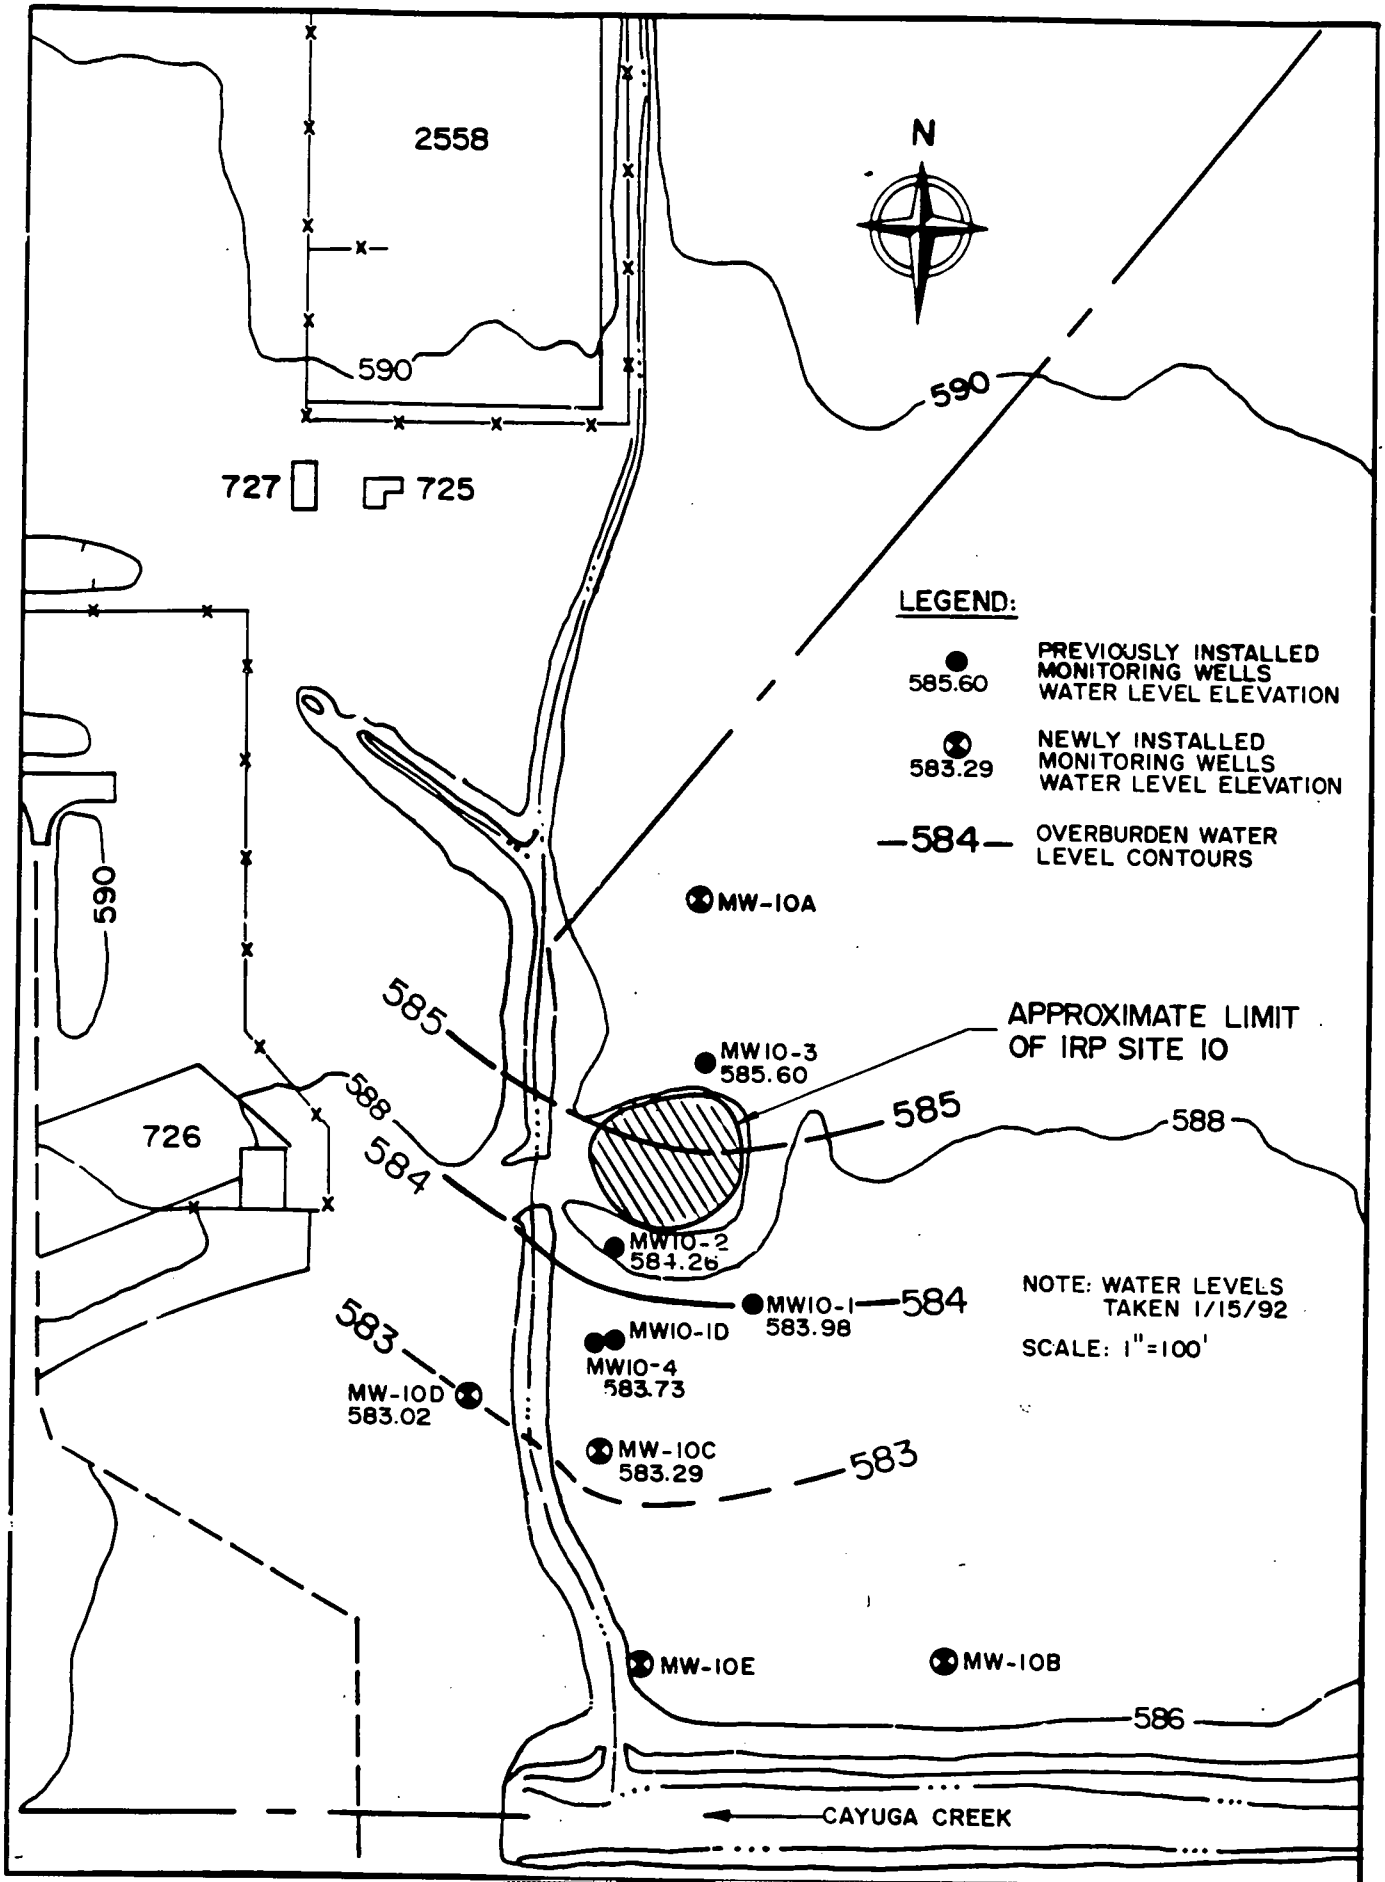 2558
N
590
590
727
725
LEGEND:
585.60
PREVIOUSLY INSTALLED
MONITORING WELLS
WATER LEVEL ELEVATION
583.29
NEWLY INSTALLED
MONITORING WELLS
WATER LEVEL ELEVATION
-584-
OVERBURDEN WATER
LEVEL CONTOURS
590
MW-10A
585
APPROXIMATE LIMIT
OF IRP SITE 10
MW10-3
585.60
588
585
588
726
584
MW10-2
584.26
MW10-1
583.98
584
NOTE: WATER LEVELS
TAKEN 1/15/92
SCALE: 1"=100'
583
MW10-1D
MW10-4
583.73
MW-10D
583.02
MW-10C
583.29
583
MW-10E
MW-10B
586
CAYUGA CREEK